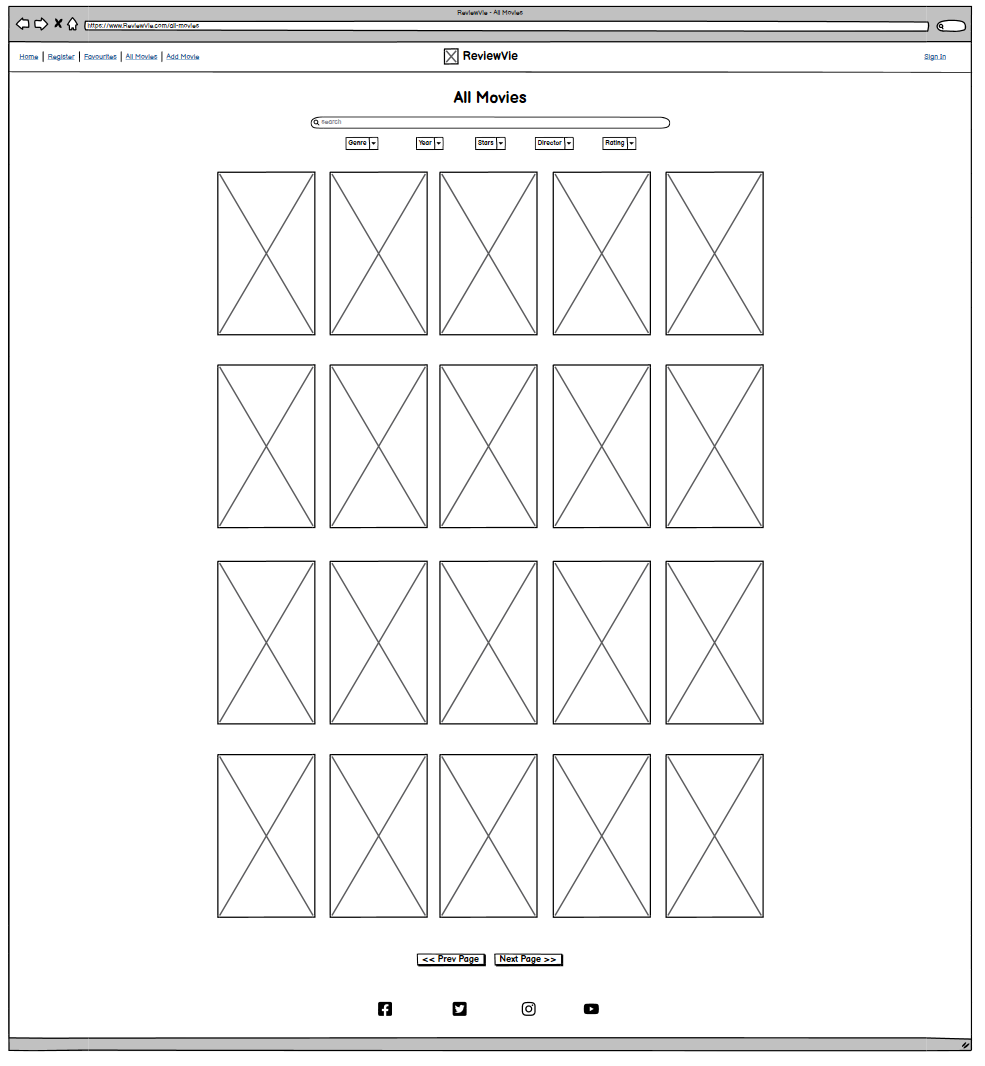 ReviewVie - All Movies
https://www.ReviewVie.com/all-movies
Home | Register | Favourites | All Movies | Add Movie
ReviewVie
Sign In
All Movies
search
Genre Year Stars Director Rating
<< Prev Page Next Page >>